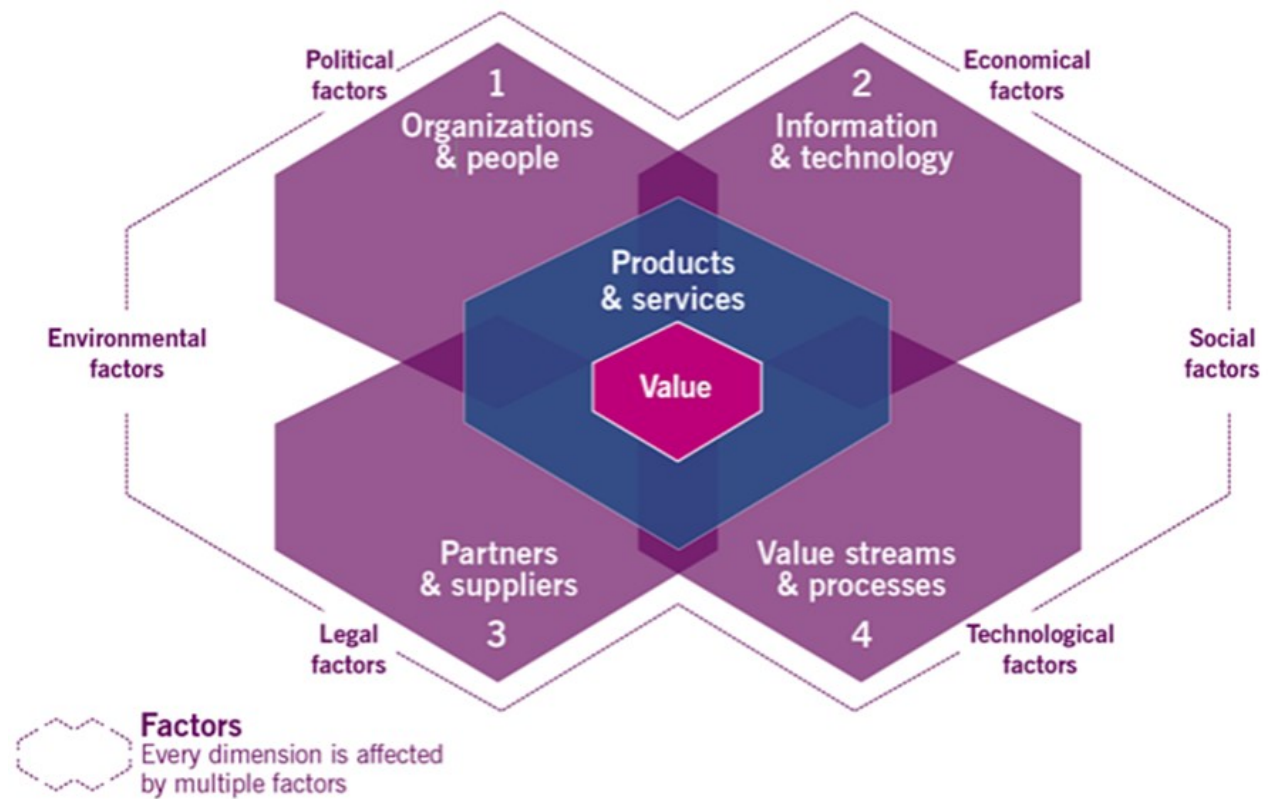 Political
factors
Economical
factors
1
Organizations
& people
2
Information
& technology
Products
& services
Value
Environmental
factors
Social
factors
Partners
& suppliers
3
Value streams
& processes
4
Legal
factors
Technological
factors
Factors
Every dimension is affected
by multiple factors